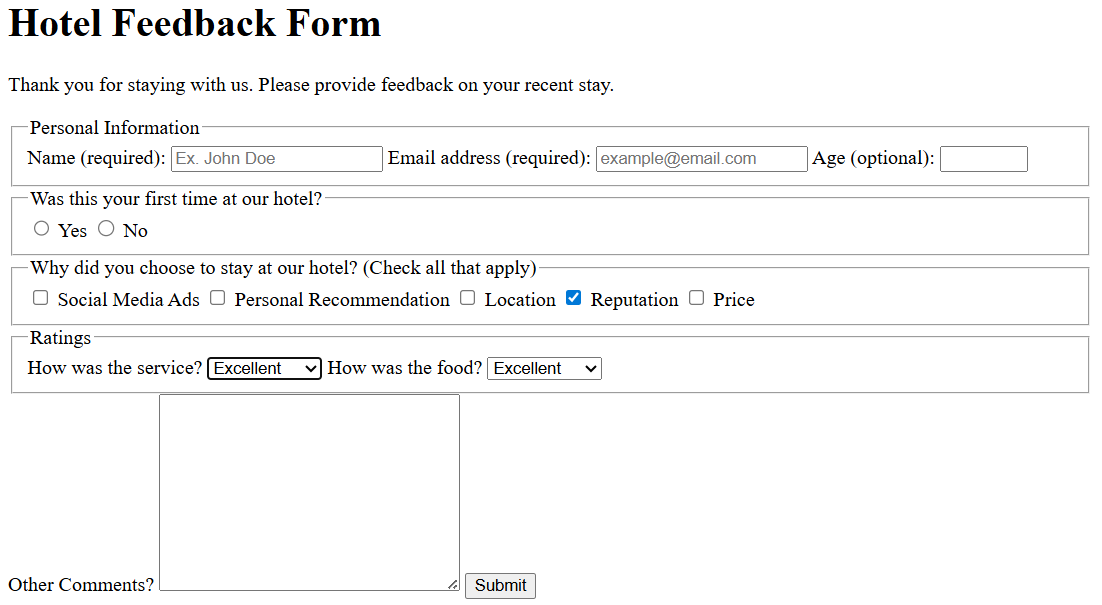 Hotel Feedback Form
Thank you for staying with us. Please provide feedback on your recent stay.
Personal Information
Name (required): Ex. John Doe Email address (required): example@email.com Age (optional):
Was this your first time at our hotel?
Yes No
Why did you choose to stay at our hotel? (Check all that apply)
Social Media Ads Personal Recommendation Location Reputation Price
Ratings
How was the service? Excellent How was the food? Excellent
Other Comments? Submit